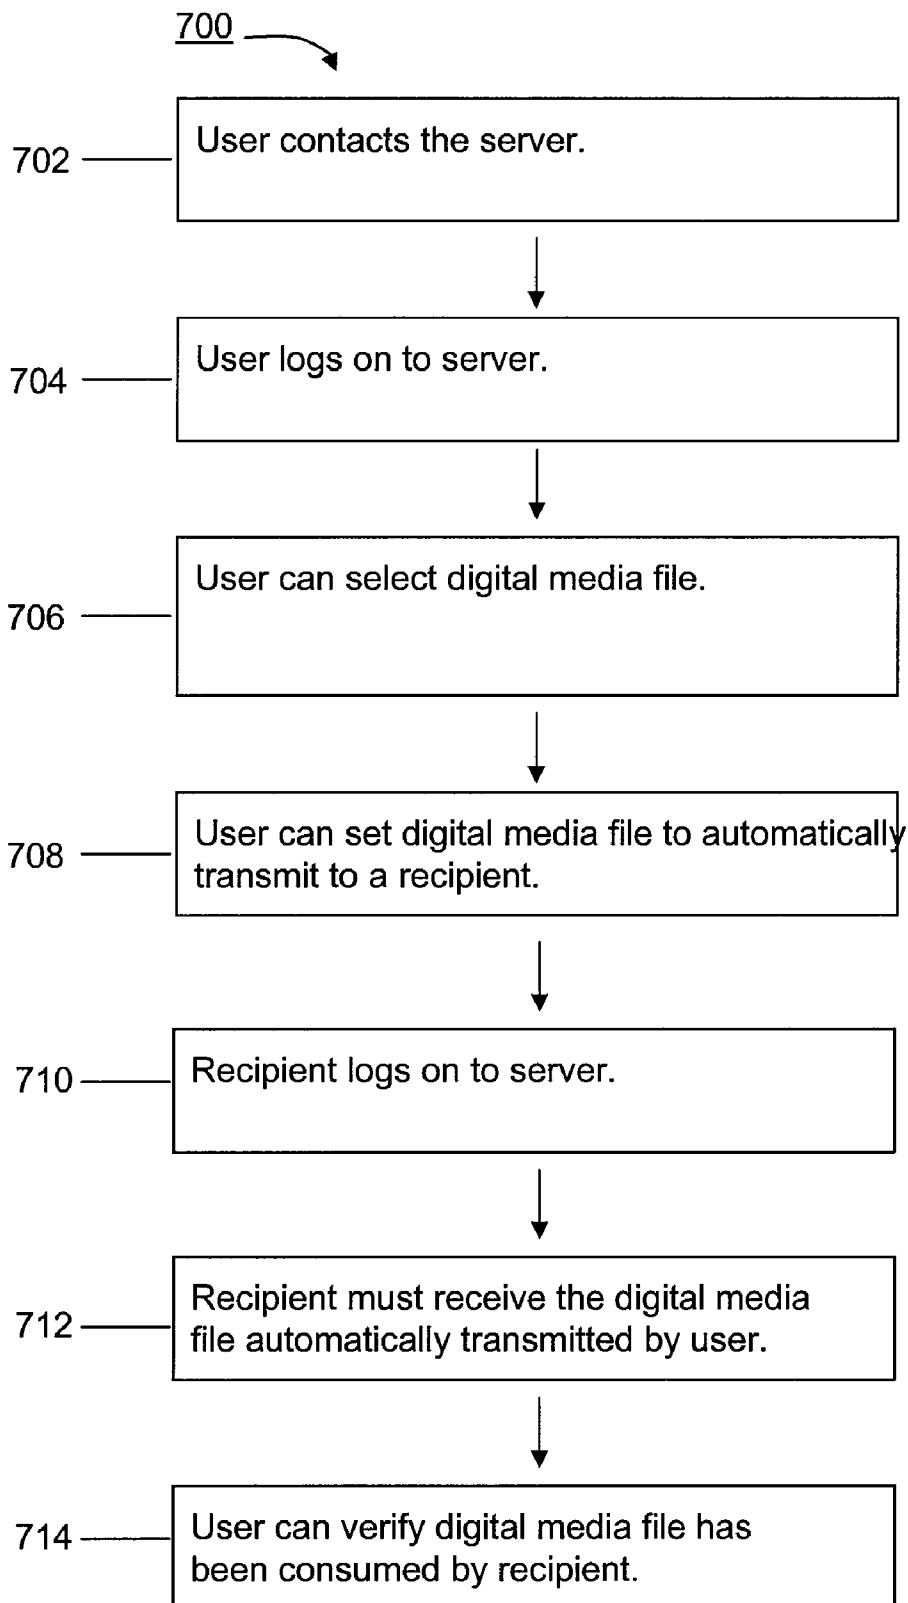 700
702
User contacts the server.
704
User logs on to server.
706
User can select digital media file.
708
User can set digital media file to automatically
transmit to a recipient.
710
Recipient logs on to server.
712
Recipient must receive the digital media
file automatically transmitted by user.
714
User can verify digital media file has
been consumed by recipient.